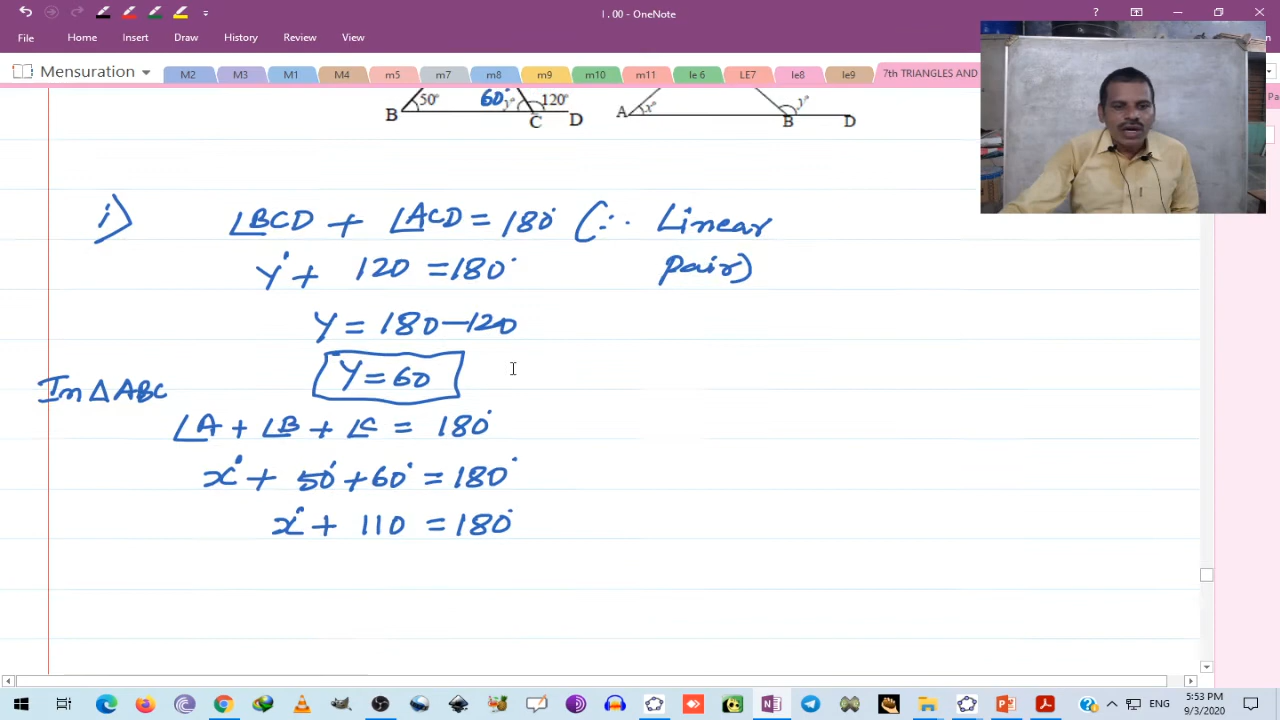 1.00 - OneNote
File Home Insert Draw History Review View
Mensuration M2 M3 M1 M4 m5 m7 m8 m9 m10 m11 le 6 LE7 le8 le9 7th TRIANGLES AND
Pa
50° 60° y° 120° x° y°
B C D A B D
i) ∠BCD + ∠ACD = 180° (∵ Linear
y° + 120 = 180° pair)
y = 180 - 120
y = 60
In △ABC
∠A + ∠B + ∠C = 180°
x° + 50° + 60° = 180°
x° + 110 = 180°
5:53 PM
ENG
9/3/2020